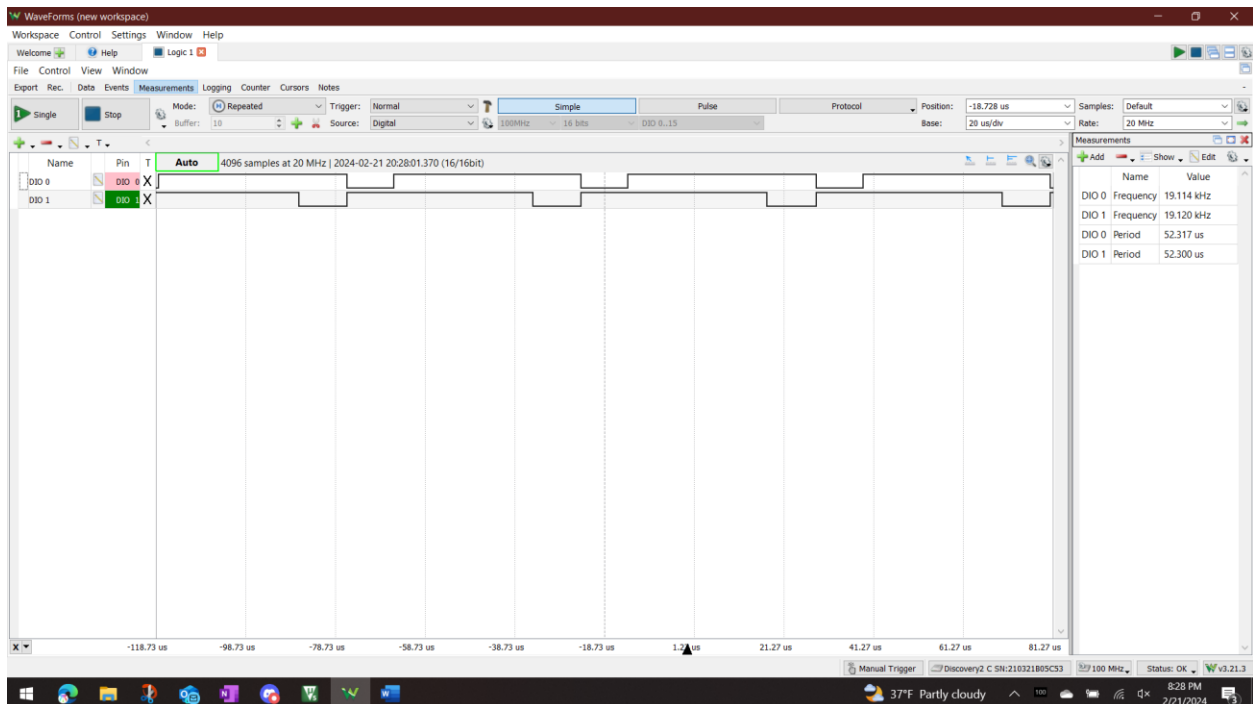 WaveForms (new workspace)
Workspace Control Settings Window Help
Welcome Help Logic 1
File Control View Window
Export Rec. Data Events Measurements Logging Counter Cursors Notes
Single Stop Mode: Repeated Trigger: Normal Simple Pulse Protocol Position: -18.728 us Samples: Default
Buffer: 10 Source: Digital 100MHz 16 bits DIO 0..15 Base: 20 us/div Rate: 20 MHz
T
Measurements
Name Pin T Auto 4096 samples at 20 MHz | 2024-02-21 20:28:01.370 (16/16bit)
Add Show Edit
Name Value
DIO 0 DIO 0 X
DIO 1 DIO 1 X
DIO 0 Frequency 19.114 kHz
DIO 1 Frequency 19.120 kHz
DIO 0 Period 52.317 us
DIO 1 Period 52.300 us
X -118.73 us -98.73 us -78.73 us -58.73 us -38.73 us -18.73 us us 21.27 us 41.27 us 61.27 us 81.27 us
Manual Trigger Discovery2 C SN:210321B05C53 100 MHz Status: OK v3.21.3
37°F Partly cloudy 100 8:28 PM
2/21/2024